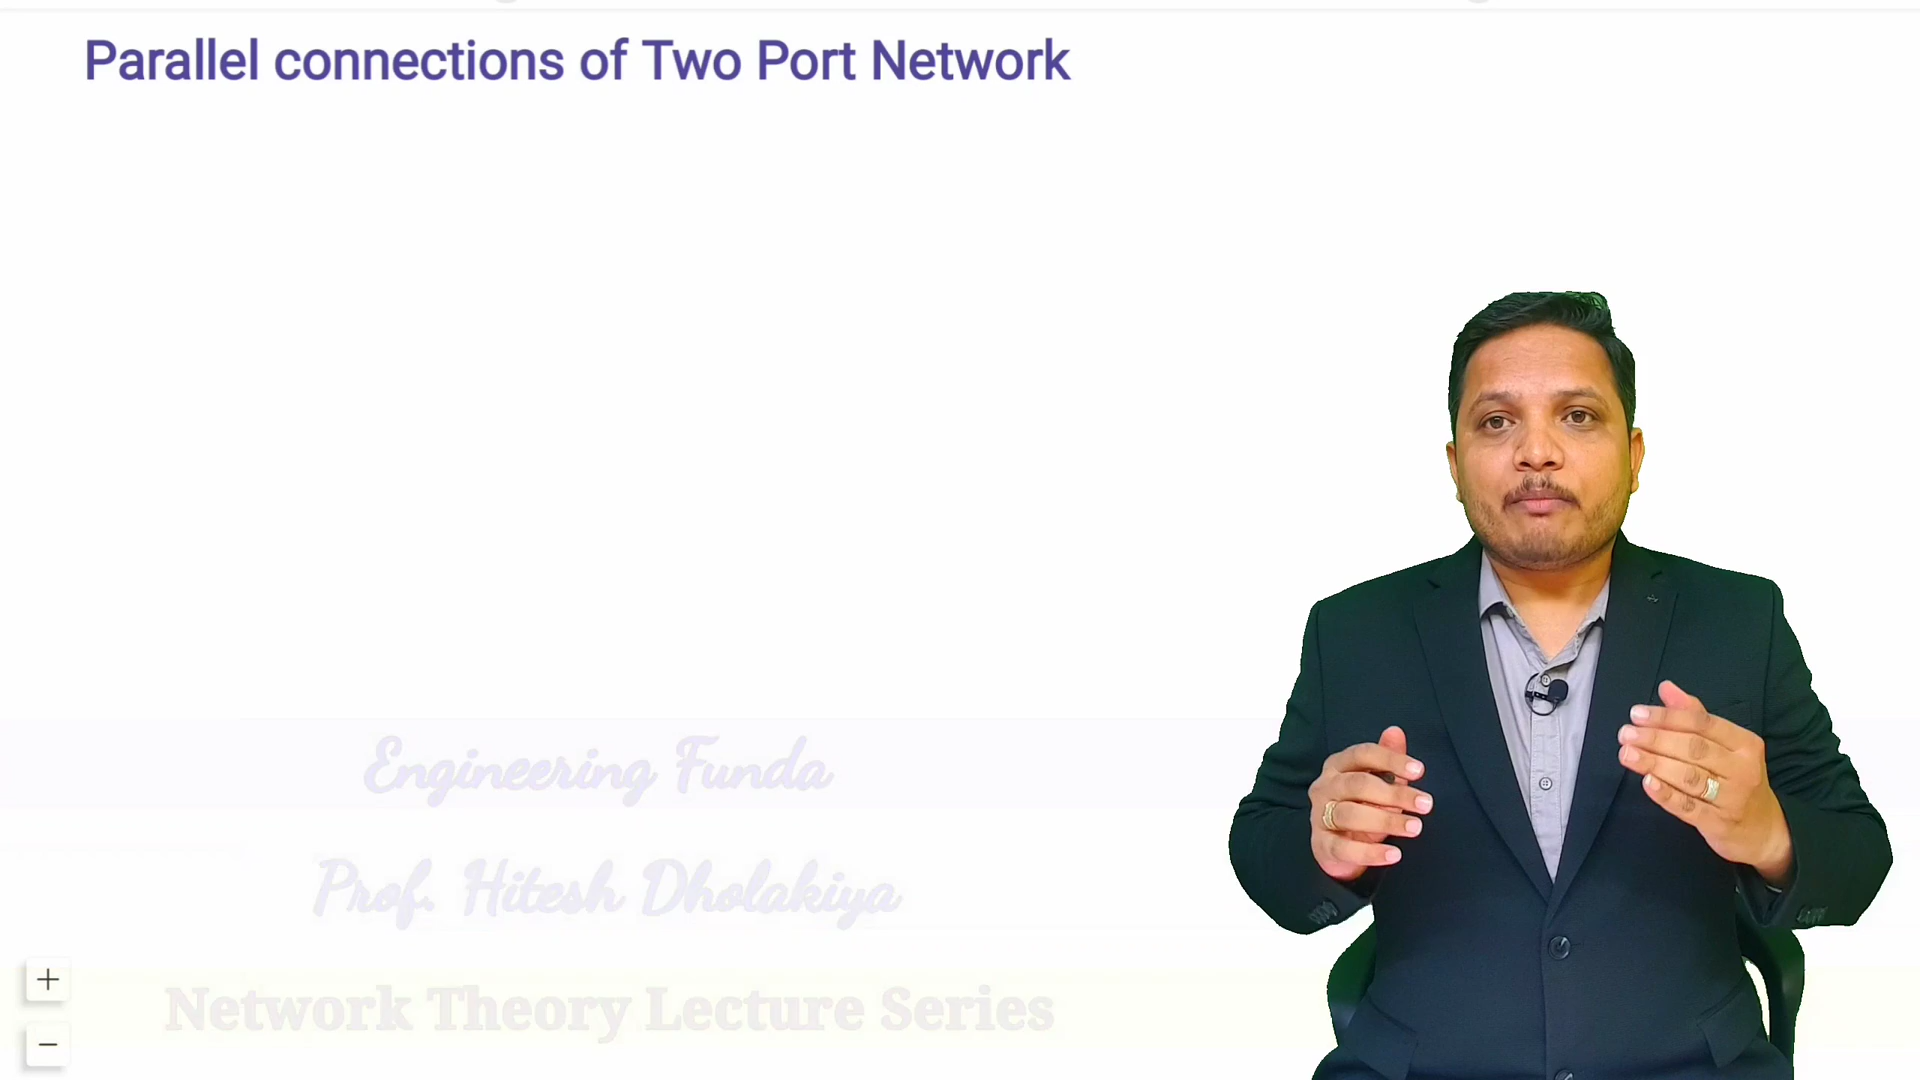 Parallel connections of Two Port Network
Engineering Funda
Prof. Hitesh Dholakiya
Network Theory Lecture Series